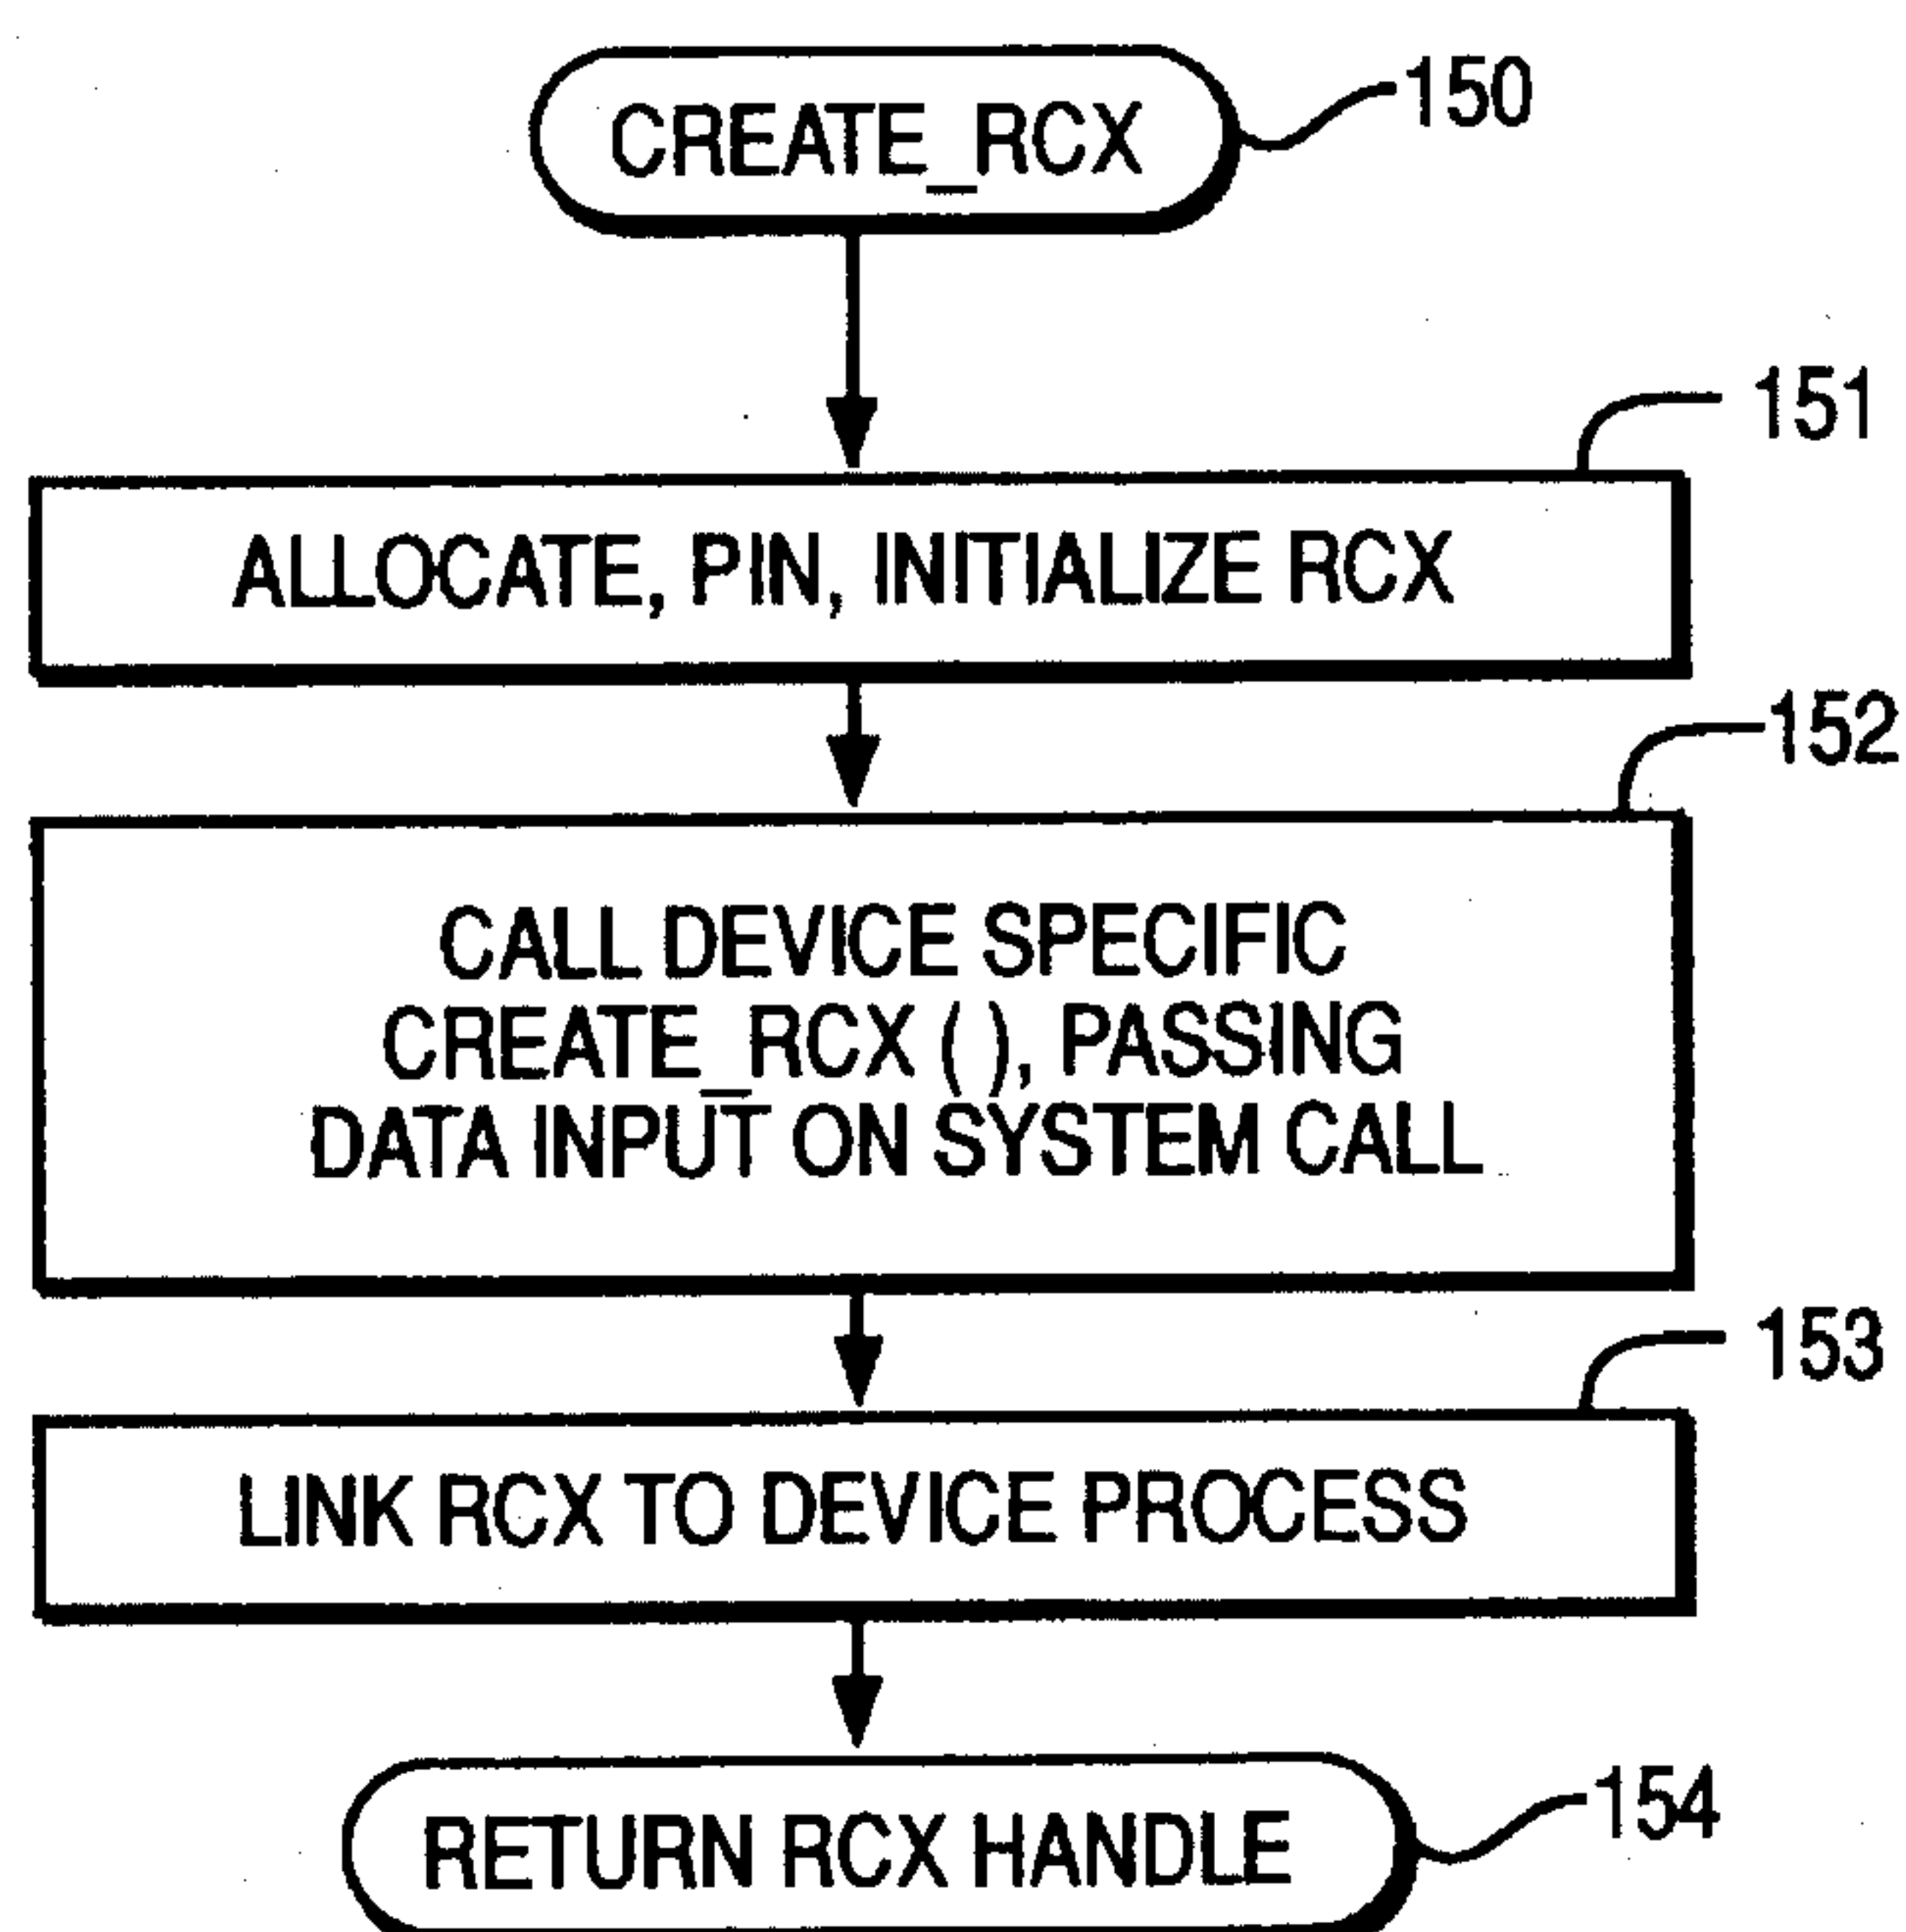 CREATE_RCX
150
151
ALLOCATE, PIN, INITIALIZE RCX
152
CALL DEVICE SPECIFIC
CREATE_RCX ( ), PASSING
DATA INPUT ON SYSTEM CALL
153
LINK RCX TO DEVICE PROCESS
154
RETURN RCX HANDLE